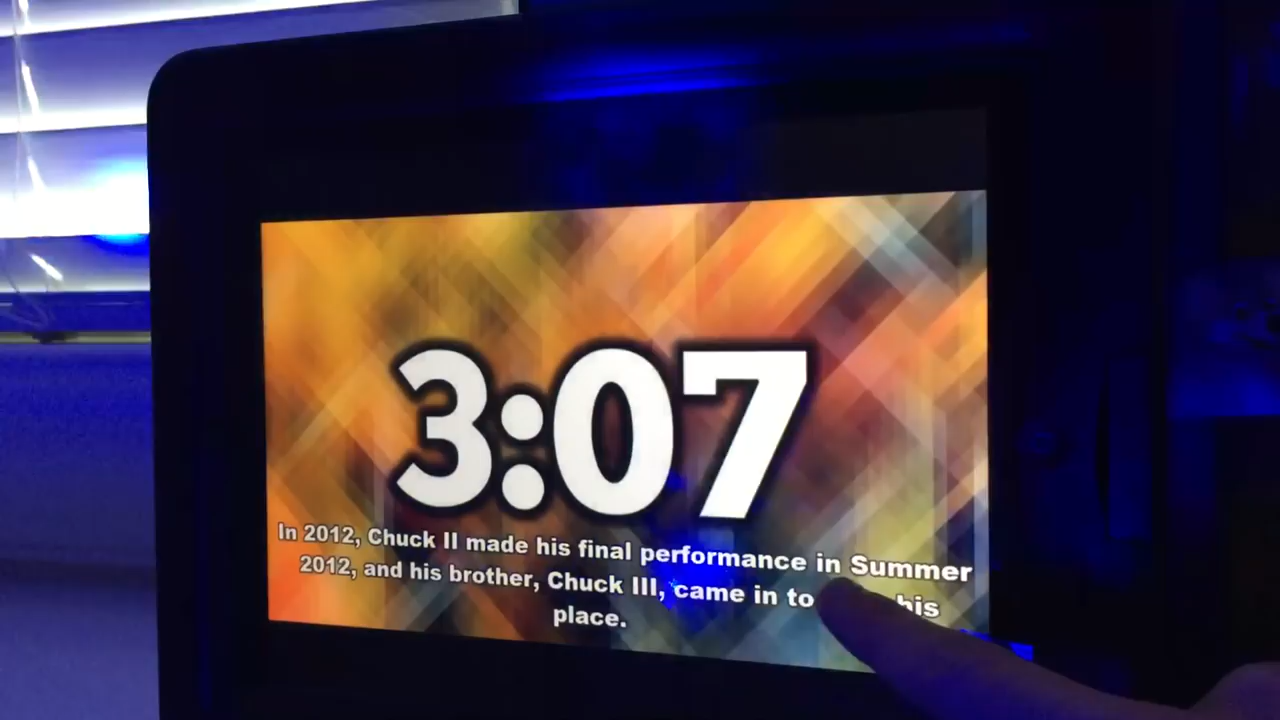 3:07
In 2012, Chuck II made his final performance in Summer
2012, and his brother, Chuck III, came in to his
place.